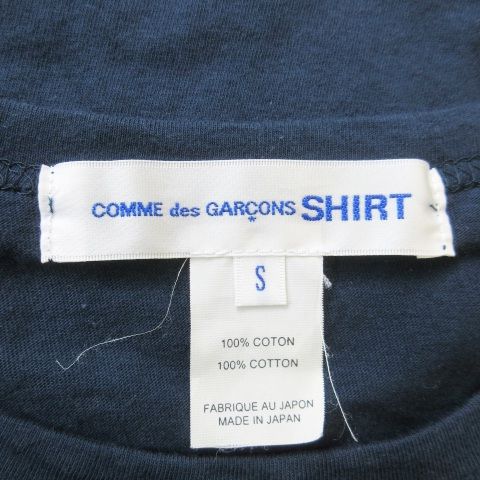 COMME des GARÇONS SHIRT
*
S
100% COTON
100% COTTON
FABRIQUE AU JAPON
MADE IN JAPAN